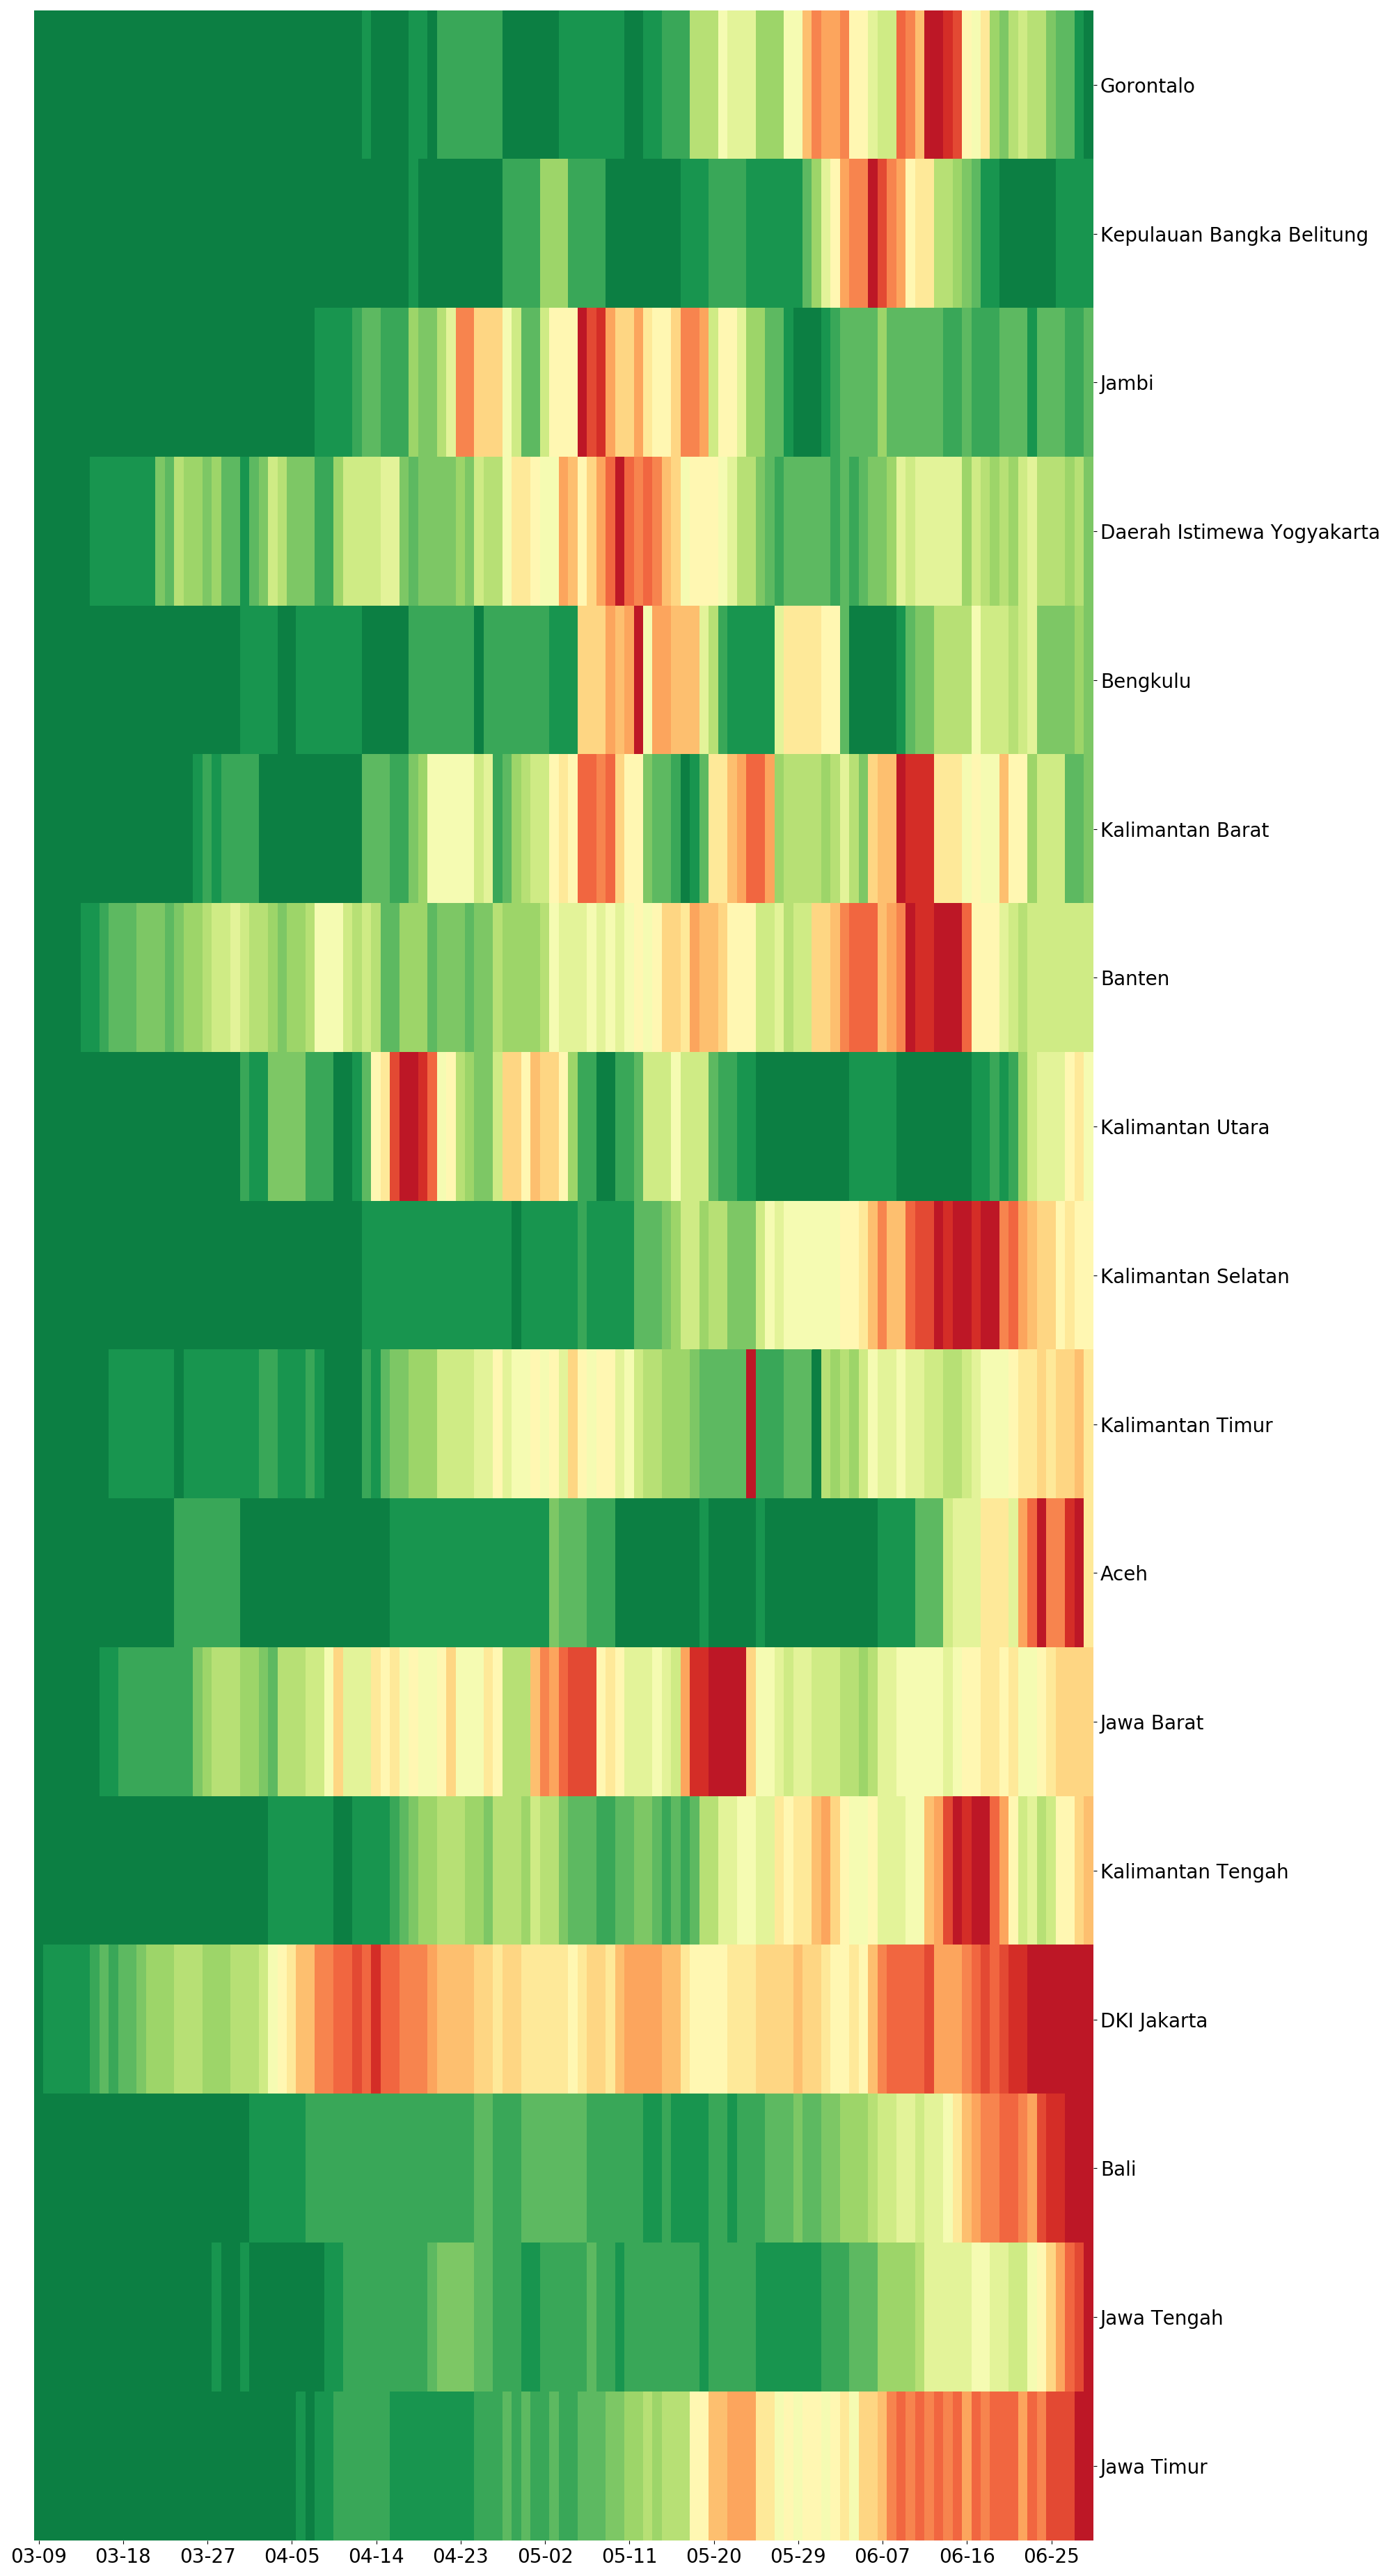 Gorontalo
Kepulauan Bangka Belitung
Jambi
Daerah Istimewa Yogyakarta
Bengkulu
Kalimantan Barat
Banten
Kalimantan Utara
Kalimantan Selatan
Kalimantan Timur
Aceh
Jawa Barat
Kalimantan Tengah
DKI Jakarta
Bali
Jawa Tengah
Jawa Timur
03-09 03-18 03-27 04-05 04-14 04-23 05-02 05-11 05-20 05-29 06-07 06-16 06-25